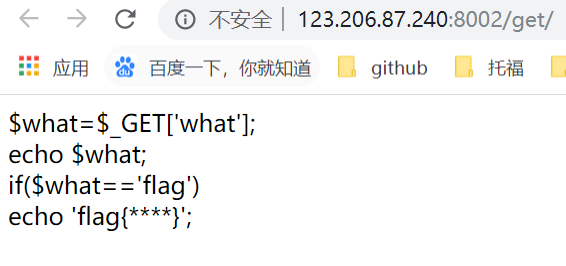 不安全 | 123.206.87.240:8002/get/
应用 百度一下，你就知道 github 托福
$what=$_GET['what'];
echo $what;
if($what=='flag')
echo 'flag{****}';